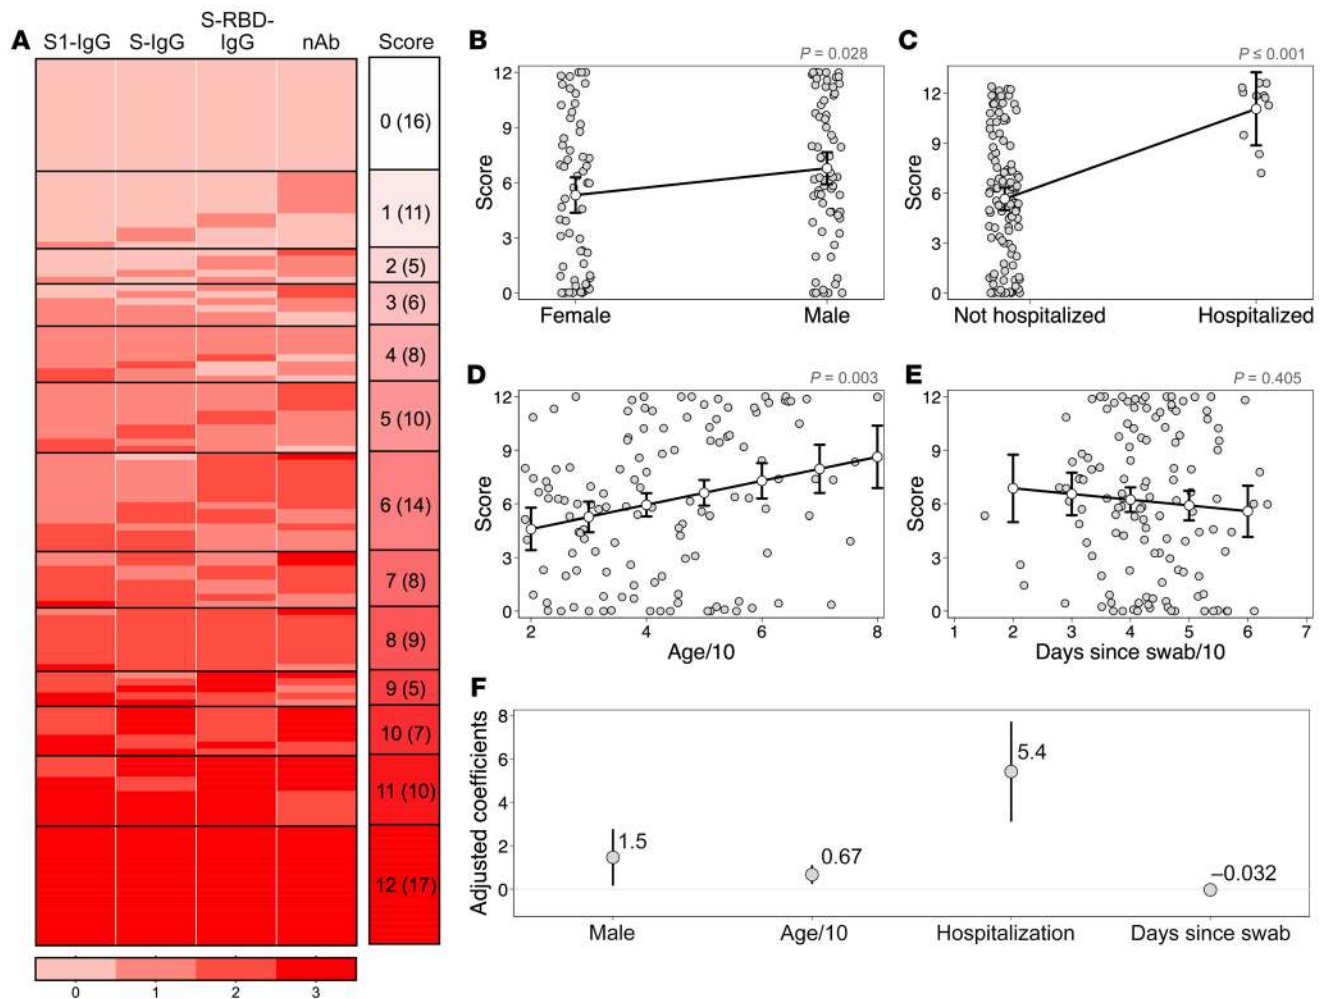 A
S1-IgG S-IgG S-RBD-IgG nAb Score
0 (16)
1 (11)
2 (5)
3 (6)
4 (8)
5 (10)
6 (14)
7 (8)
8 (9)
9 (5)
10 (7)
11 (10)
12 (17)
0 1 2 3
B
P = 0.028
Score
12
9
6
3
0
Female Male
C
P ≤ 0.001
Score
12
9
6
3
0
Not hospitalized Hospitalized
D
P = 0.003
Score
12
9
6
3
0
2 4 6 8
Age/10
E
P = 0.405
Score
12
9
6
3
0
1 2 3 4 5 6 7
Days since swab/10
F
Adjusted coefficients
8
6
4
2
0
1.5
0.67
5.4
–0.032
Male Age/10 Hospitalization Days since swab